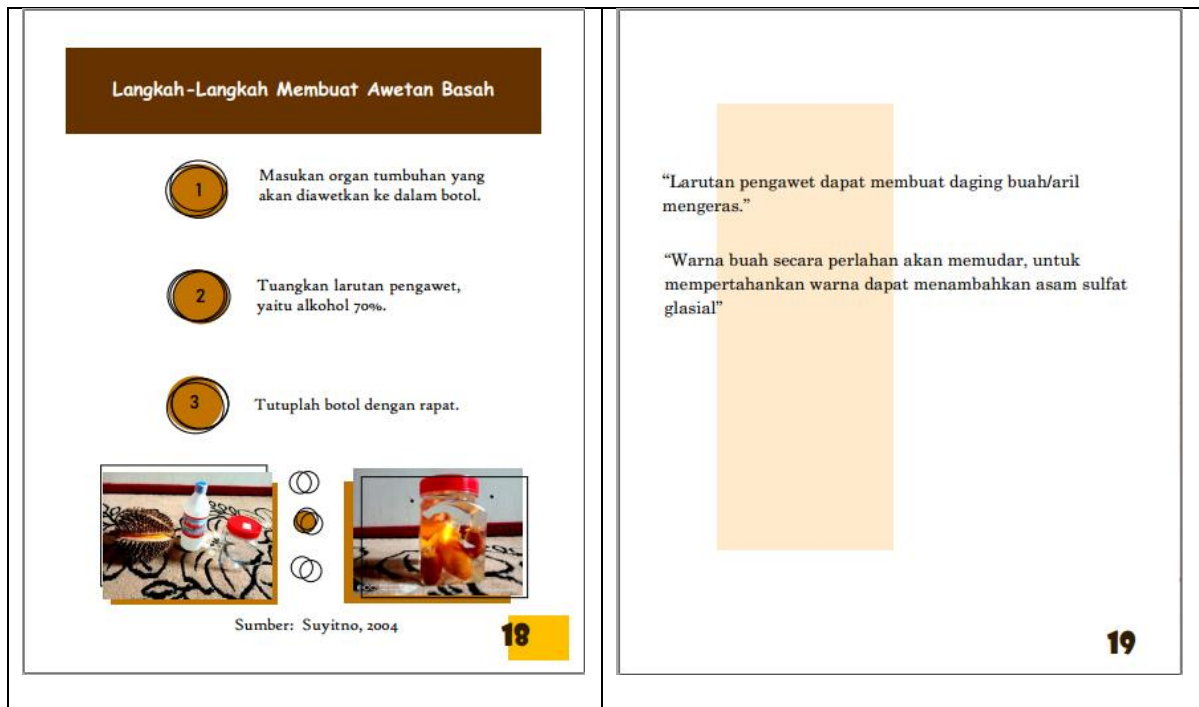 Langkah-Langkah Membuat Awetan Basah
1
Masukan organ tumbuhan yang
akan diawetkan ke dalam botol.
2
Tuangkan larutan pengawet,
yaitu alkohol 70%.
3
Tutuplah botol dengan rapat.
Sumber: Suyitno, 2004
18
“Larutan pengawet dapat membuat daging buah/aril
mengeras.”
“Warna buah secara perlahan akan memudar, untuk
mempertahankan warna dapat menambahkan asam sulfat
glasial”
19